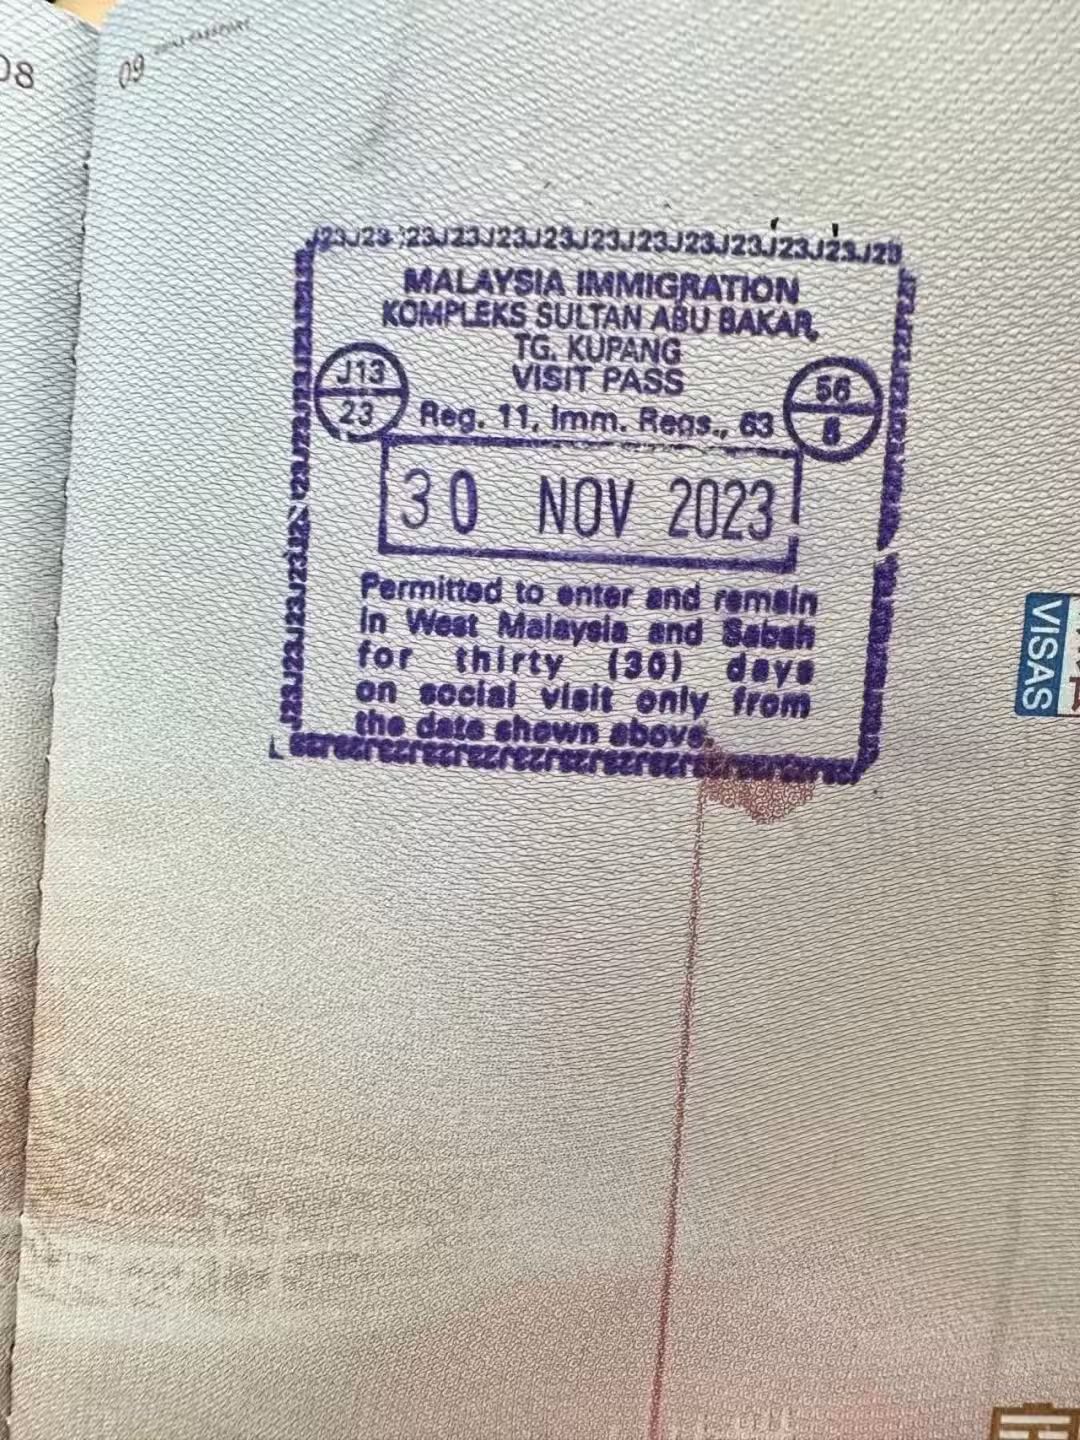 08
09
J23J23J23J23J23J23J23J23J23J23J23J23J23
MALAYSIA IMMIGRATION
KOMPLEKS SULTAN ABU BAKAR,
TG. KUPANG
VISIT PASS
J13
23
Reg. 11, Imm. Regs., 63
56
6
30 NOV 2023
Permitted to enter and remain
in West Malaysia and Sabah
for thirty (30) days
on social visit only from
the date shown above.
VISAS